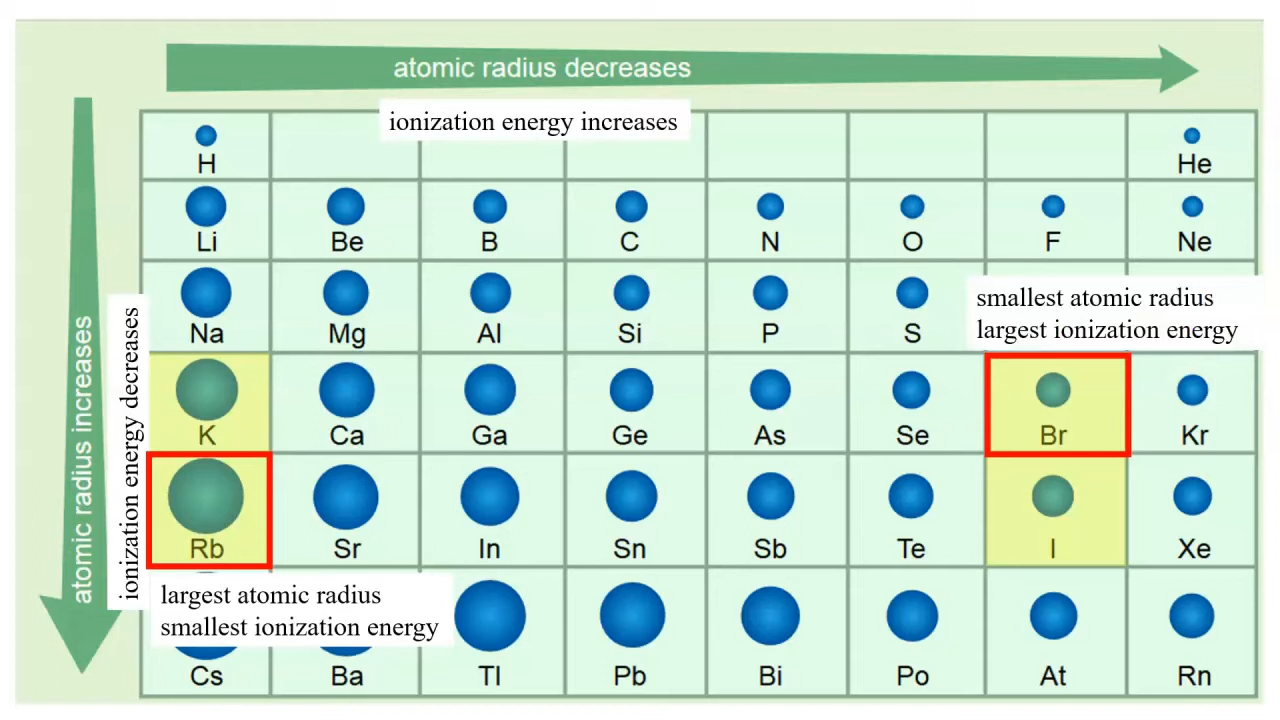 atomic radius decreases
ionization energy increases
atomic radius increases
ionization energy decreases
H He
Li Be B C N O F Ne
smallest atomic radius
largest ionization energy
Na Mg Al Si P S
K Ca Ga Ge As Se Br Kr
Rb Sr In Sn Sb Te I Xe
largest atomic radius
smallest ionization energy
Cs Ba Tl Pb Bi Po At Rn